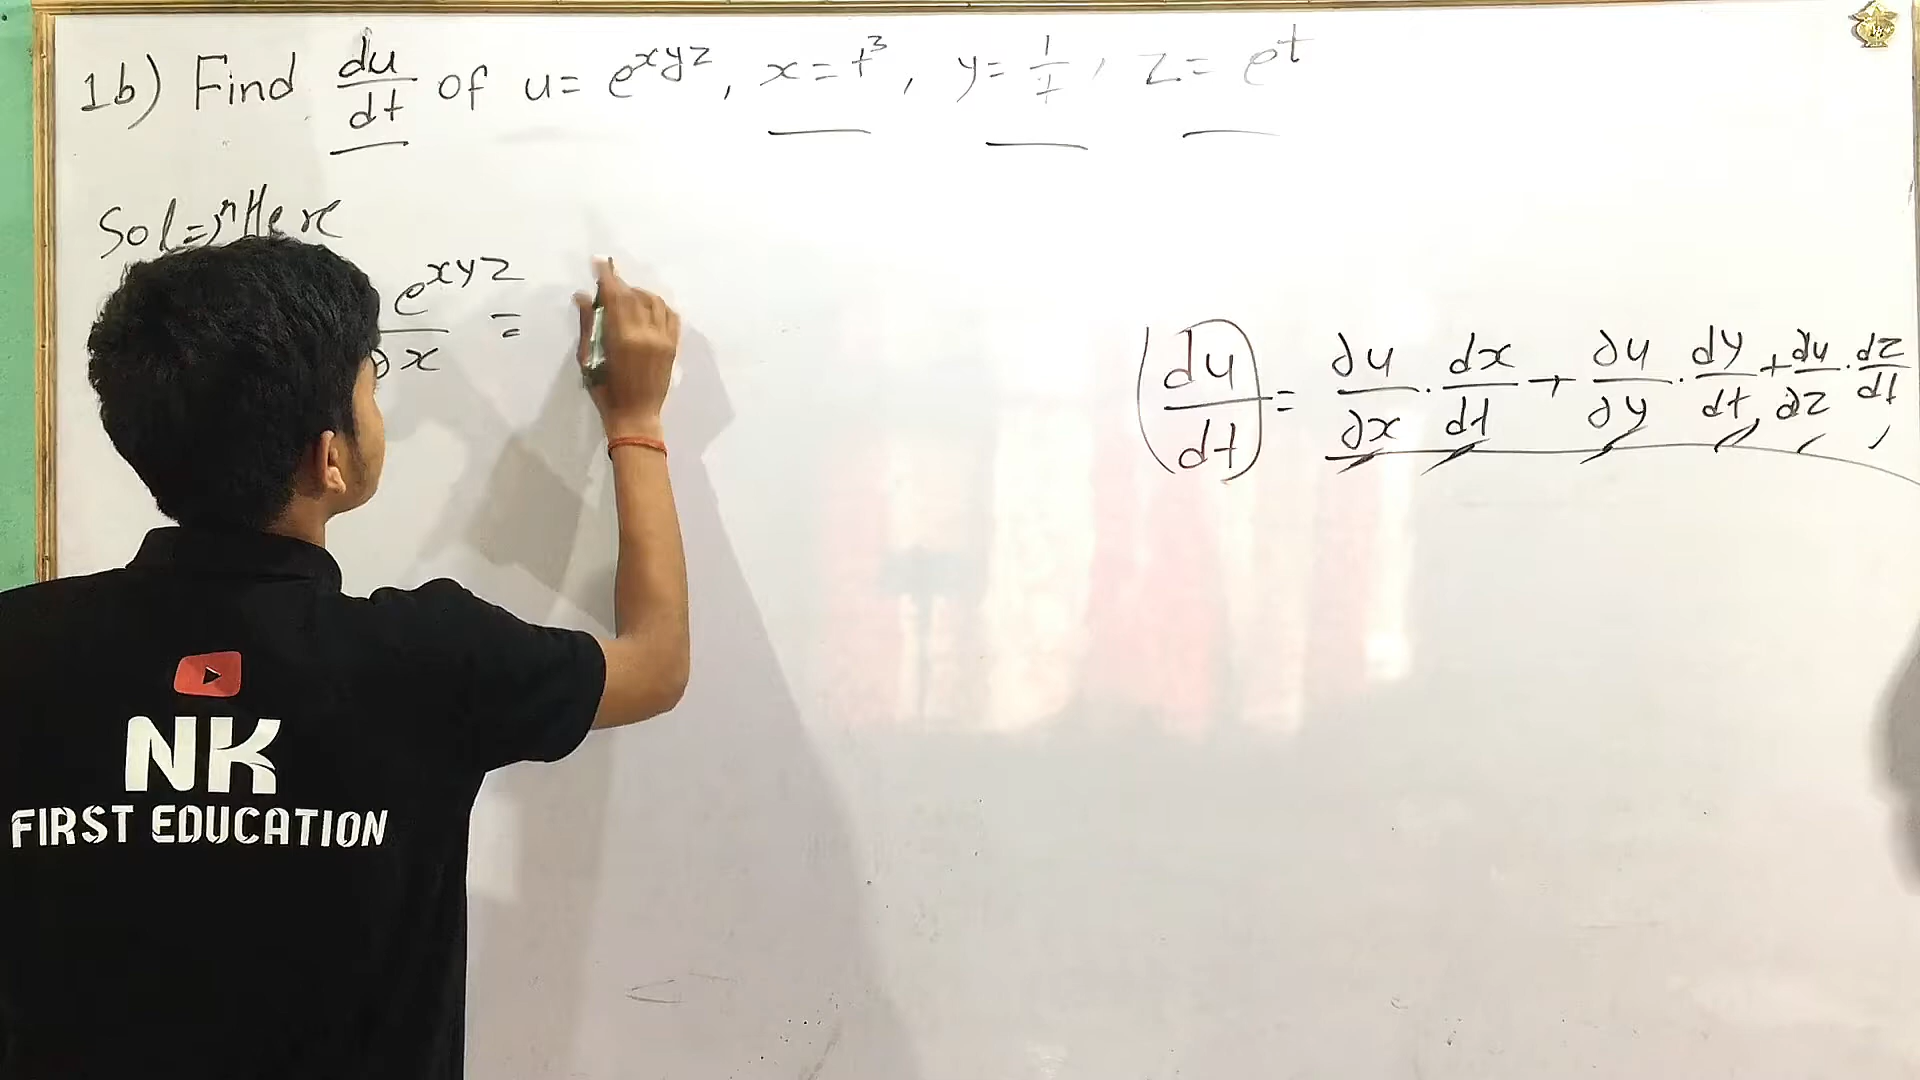 1b) Find du/dt of u = e^xyz, x = t^3, y = 1/t, z = e^t
Sol=>^n Here
e^xyz/∂x =
du/dt = ∂u/∂x . dx/dt + ∂u/∂y . dy/dt + ∂u/∂z . dz/dt
NK
FIRST EDUCATION